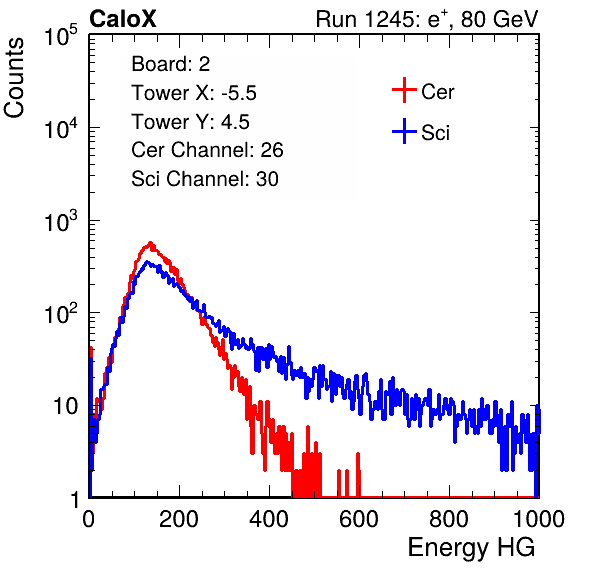 CaloX Run 1245: e⁺, 80 GeV
Counts
Board: 2
Tower X: -5.5
Tower Y: 4.5
Cer Channel: 26
Sci Channel: 30
Cer
Sci
10⁵
10⁴
10³
10²
10
1
0 200 400 600 800 1000
Energy HG